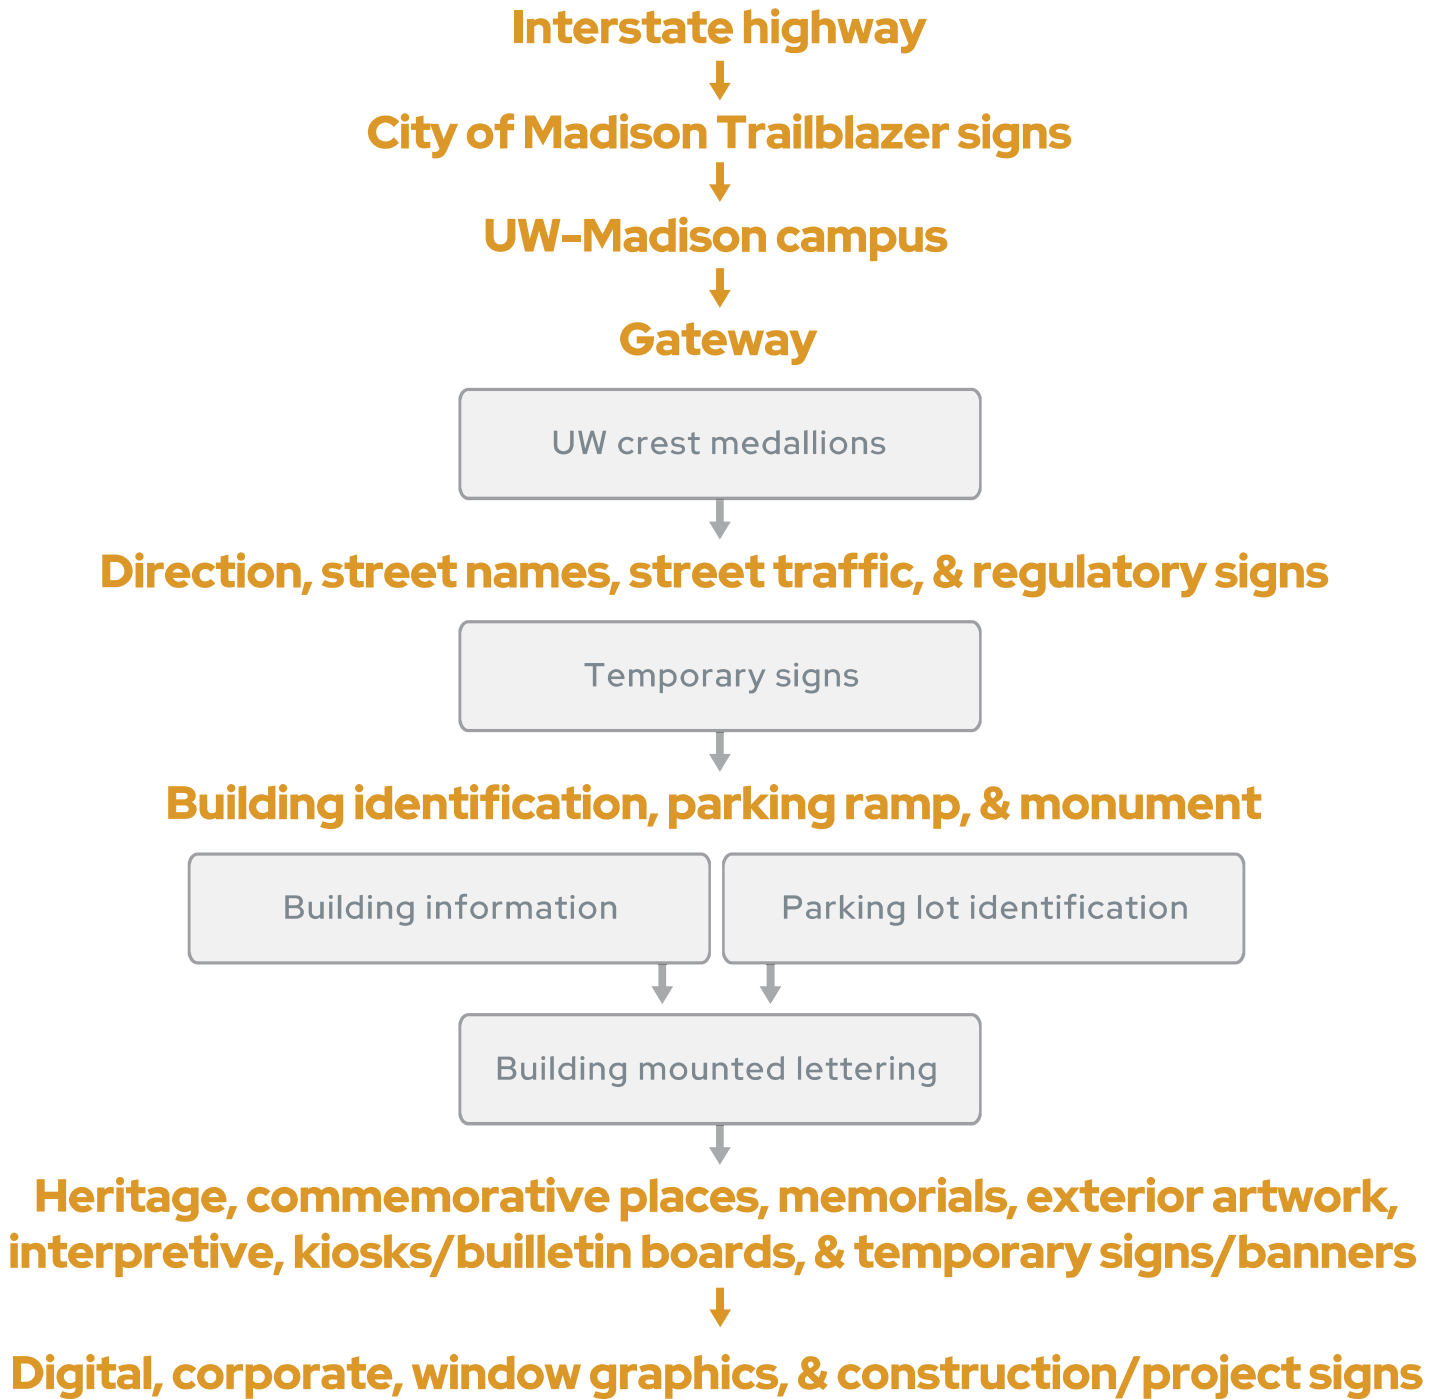 Interstate highway
City of Madison Trailblazer signs
UW-Madison campus
Gateway
UW crest medallions
Direction, street names, street traffic, & regulatory signs
Temporary signs
Building identification, parking ramp, & monument
Building information
Parking lot identification
Building mounted lettering
Heritage, commemorative places, memorials, exterior artwork,
interpretive, kiosks/builletin boards, & temporary signs/banners
Digital, corporate, window graphics, & construction/project signs